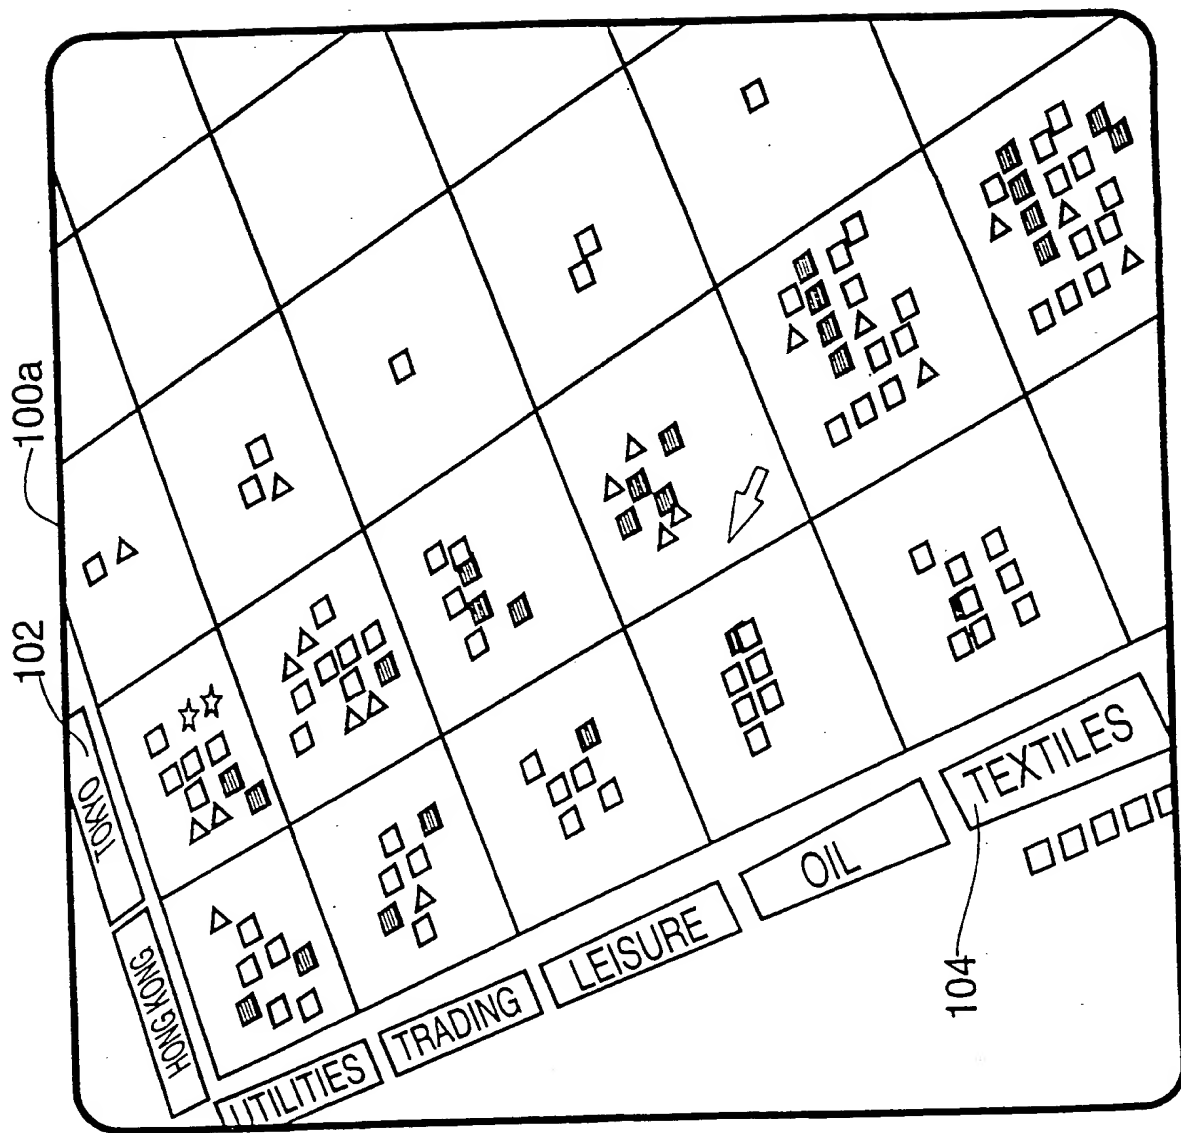 100a
102
TOKYO
HONG KONG
UTILITIES
TRADING
LEISURE
OIL
TEXTILES
104